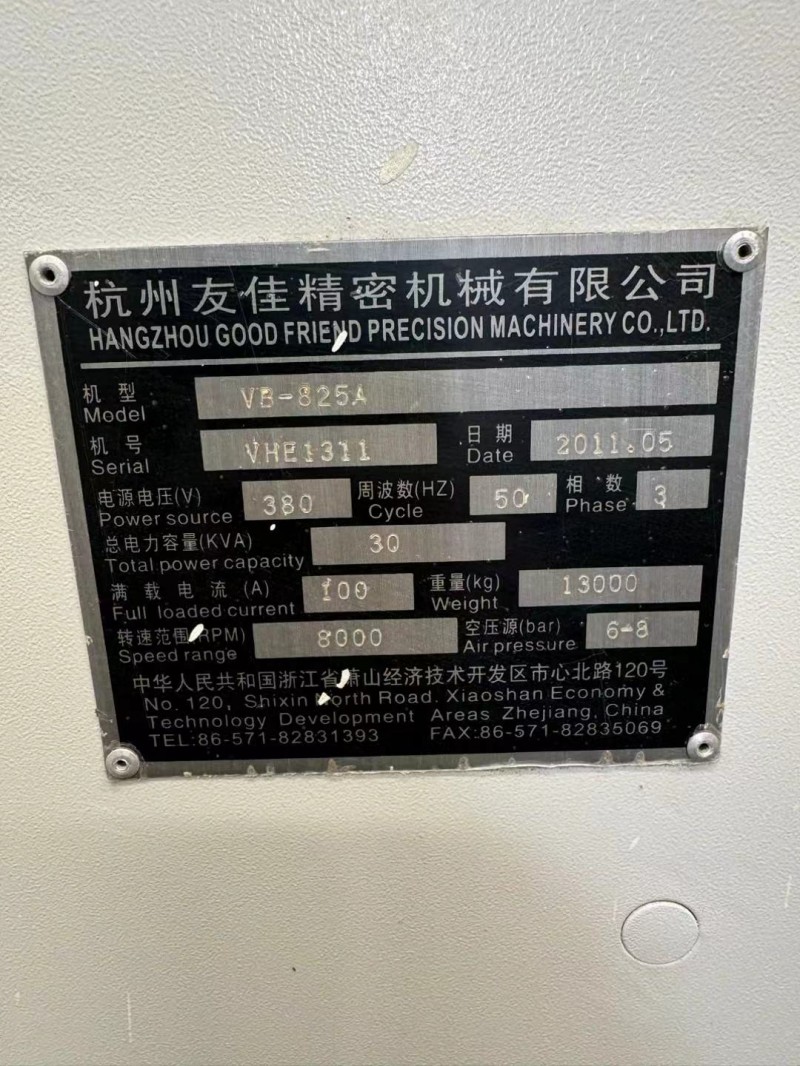 杭州友佳精密机械有限公司
HANGZHOU GOOD FRIEND PRECISION MACHINERY CO.,LTD.
机型 VB-825A
Model
机号 VHE1311 日期 2011.05
Serial Date
电源电压(V) 380 周波数(HZ) 50 相数 3
Power source Cycle Phase
总电力容量(KVA) 30
Total power capacity
满载电流(A) 100 重量(kg) 13000
Full loaded current Weight
转速范围(RPM) 8000 空压源(bar) 6-8
Speed range Air pressure
中华人民共和国浙江省萧山经济技术开发区市心北路120号
No. 120, Shixin North Road. Xiaoshan Economy &
Technology Development Areas Zhejiang, China
TEL:86-571-82831393 FAX:86-571-82835069